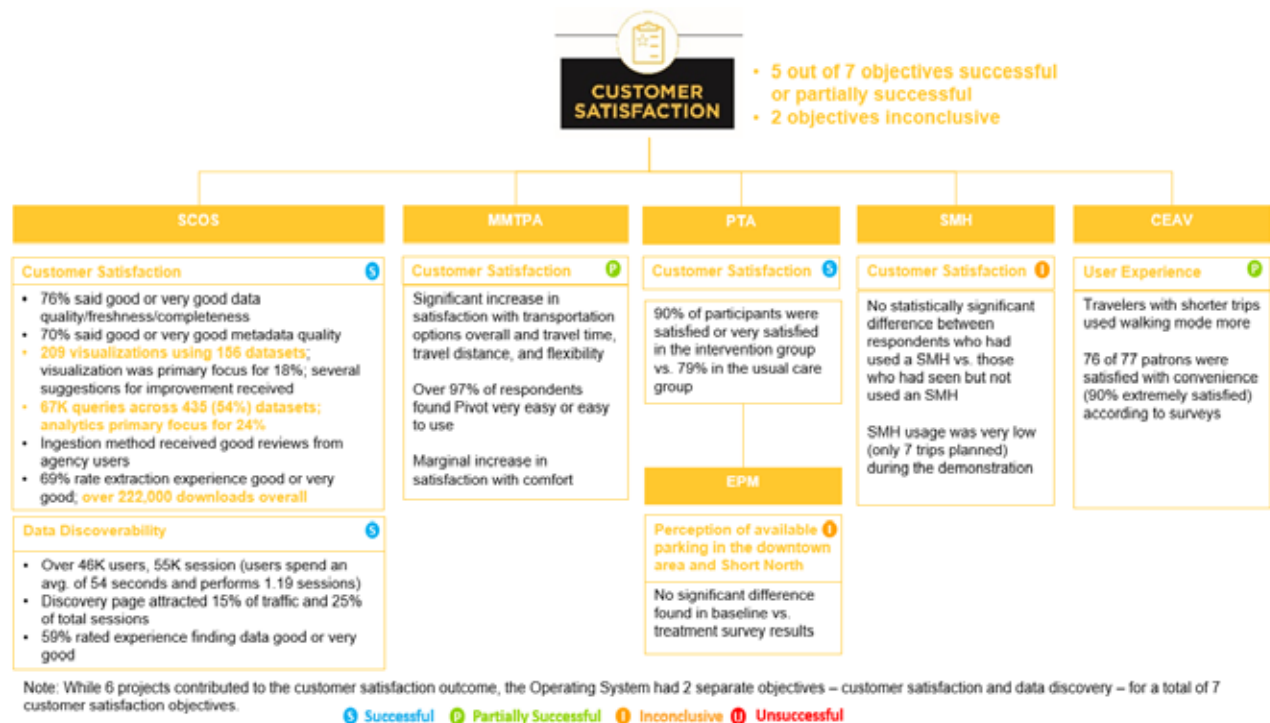 CUSTOMER
SATISFACTION
• 5 out of 7 objectives successful
or partially successful
• 2 objectives inconclusive
SCOS
Customer Satisfaction S
• 76% said good or very good data
quality/freshness/completeness
• 70% said good or very good metadata quality
• 209 visualizations using 156 datasets;
visualization was primary focus for 18%; several
suggestions for improvement received
• 67K queries across 435 (54%) datasets;
analytics primary focus for 24%
• Ingestion method received good reviews from
agency users
• 69% rate extraction experience good or very
good; over 222,000 downloads overall
Data Discoverability S
• Over 46K users, 55K session (users spend an
avg. of 54 seconds and performs 1.19 sessions)
• Discovery page attracted 15% of traffic and 25%
of total sessions
• 59% rated experience finding data good or very
good
MMTPA
Customer Satisfaction P
Significant increase in
satisfaction with transportation
options overall and travel time,
travel distance, and flexibility
Over 97% of respondents
found Pivot very easy or easy
to use
Marginal increase in
satisfaction with comfort
PTA
Customer Satisfaction S
90% of participants were
satisfied or very satisfied
in the intervention group
vs. 79% in the usual care
group
EPM
Perception of available I
parking in the downtown
area and Short North
No significant difference
found in baseline vs.
treatment survey results
SMH
Customer Satisfaction I
No statistically significant
difference between
respondents who had
used a SMH vs. those
who had seen but not
used an SMH
SMH usage was very low
(only 7 trips planned)
during the demonstration
CEAV
User Experience P
Travelers with shorter trips
used walking mode more
76 of 77 patrons were
satisfied with convenience
(90% extremely satisfied)
according to surveys
Note: While 6 projects contributed to the customer satisfaction outcome, the Operating System had 2 separate objectives – customer satisfaction and data discovery – for a total of 7
customer satisfaction objectives.
S Successful P Partially Successful I Inconclusive U Unsuccessful